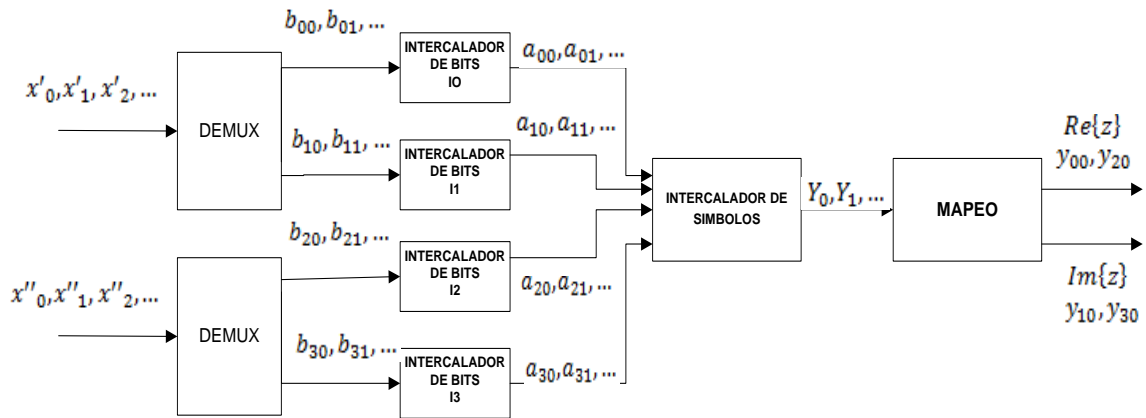 x'₀,x'₁,x'₂,...
DEMUX
b₀₀,b₀₁,...
INTERCALADOR
DE BITS
IO
a₀₀,a₀₁,...
b₁₀,b₁₁,...
INTERCALADOR
DE BITS
I1
a₁₀,a₁₁,...
x''₀,x''₁,x''₂,...
DEMUX
b₂₀,b₂₁,...
INTERCALADOR
DE BITS
I2
a₂₀,a₂₁,...
b₃₀,b₃₁,...
INTERCALADOR
DE BITS
I3
a₃₀,a₃₁,...
INTERCALADOR DE
SIMBOLOS
Y₀,Y₁,...
MAPEO
Re{z}
y₀₀,y₂₀
Im{z}
y₁₀,y₃₀